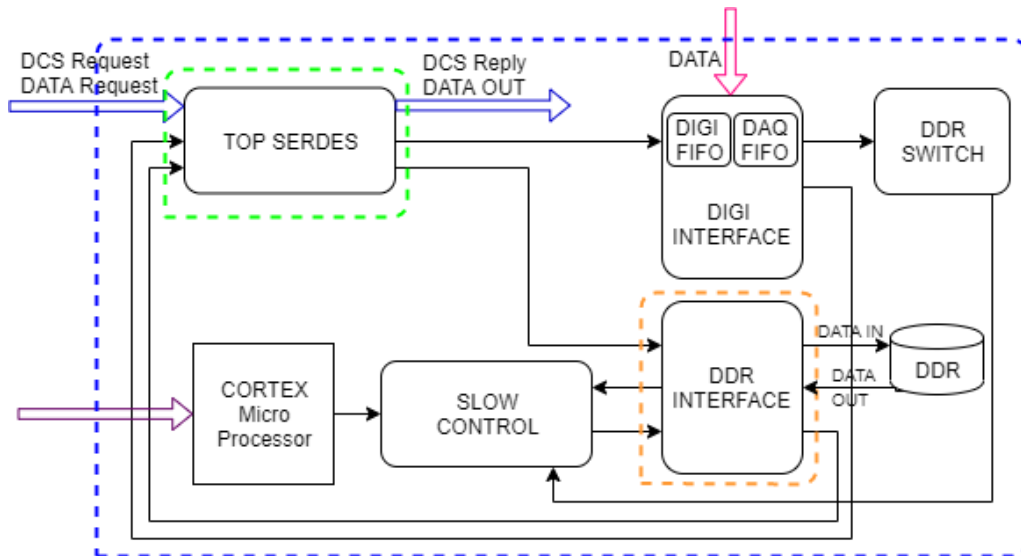 DCS Request
DATA Request
DCS Reply
DATA OUT
DATA
TOP SERDES
DIGI
FIFO
DAQ
FIFO
DIGI
INTERFACE
DDR
SWITCH
CORTEX
Micro
Processor
SLOW
CONTROL
DDR
INTERFACE
DATA IN
DATA
OUT
DDR